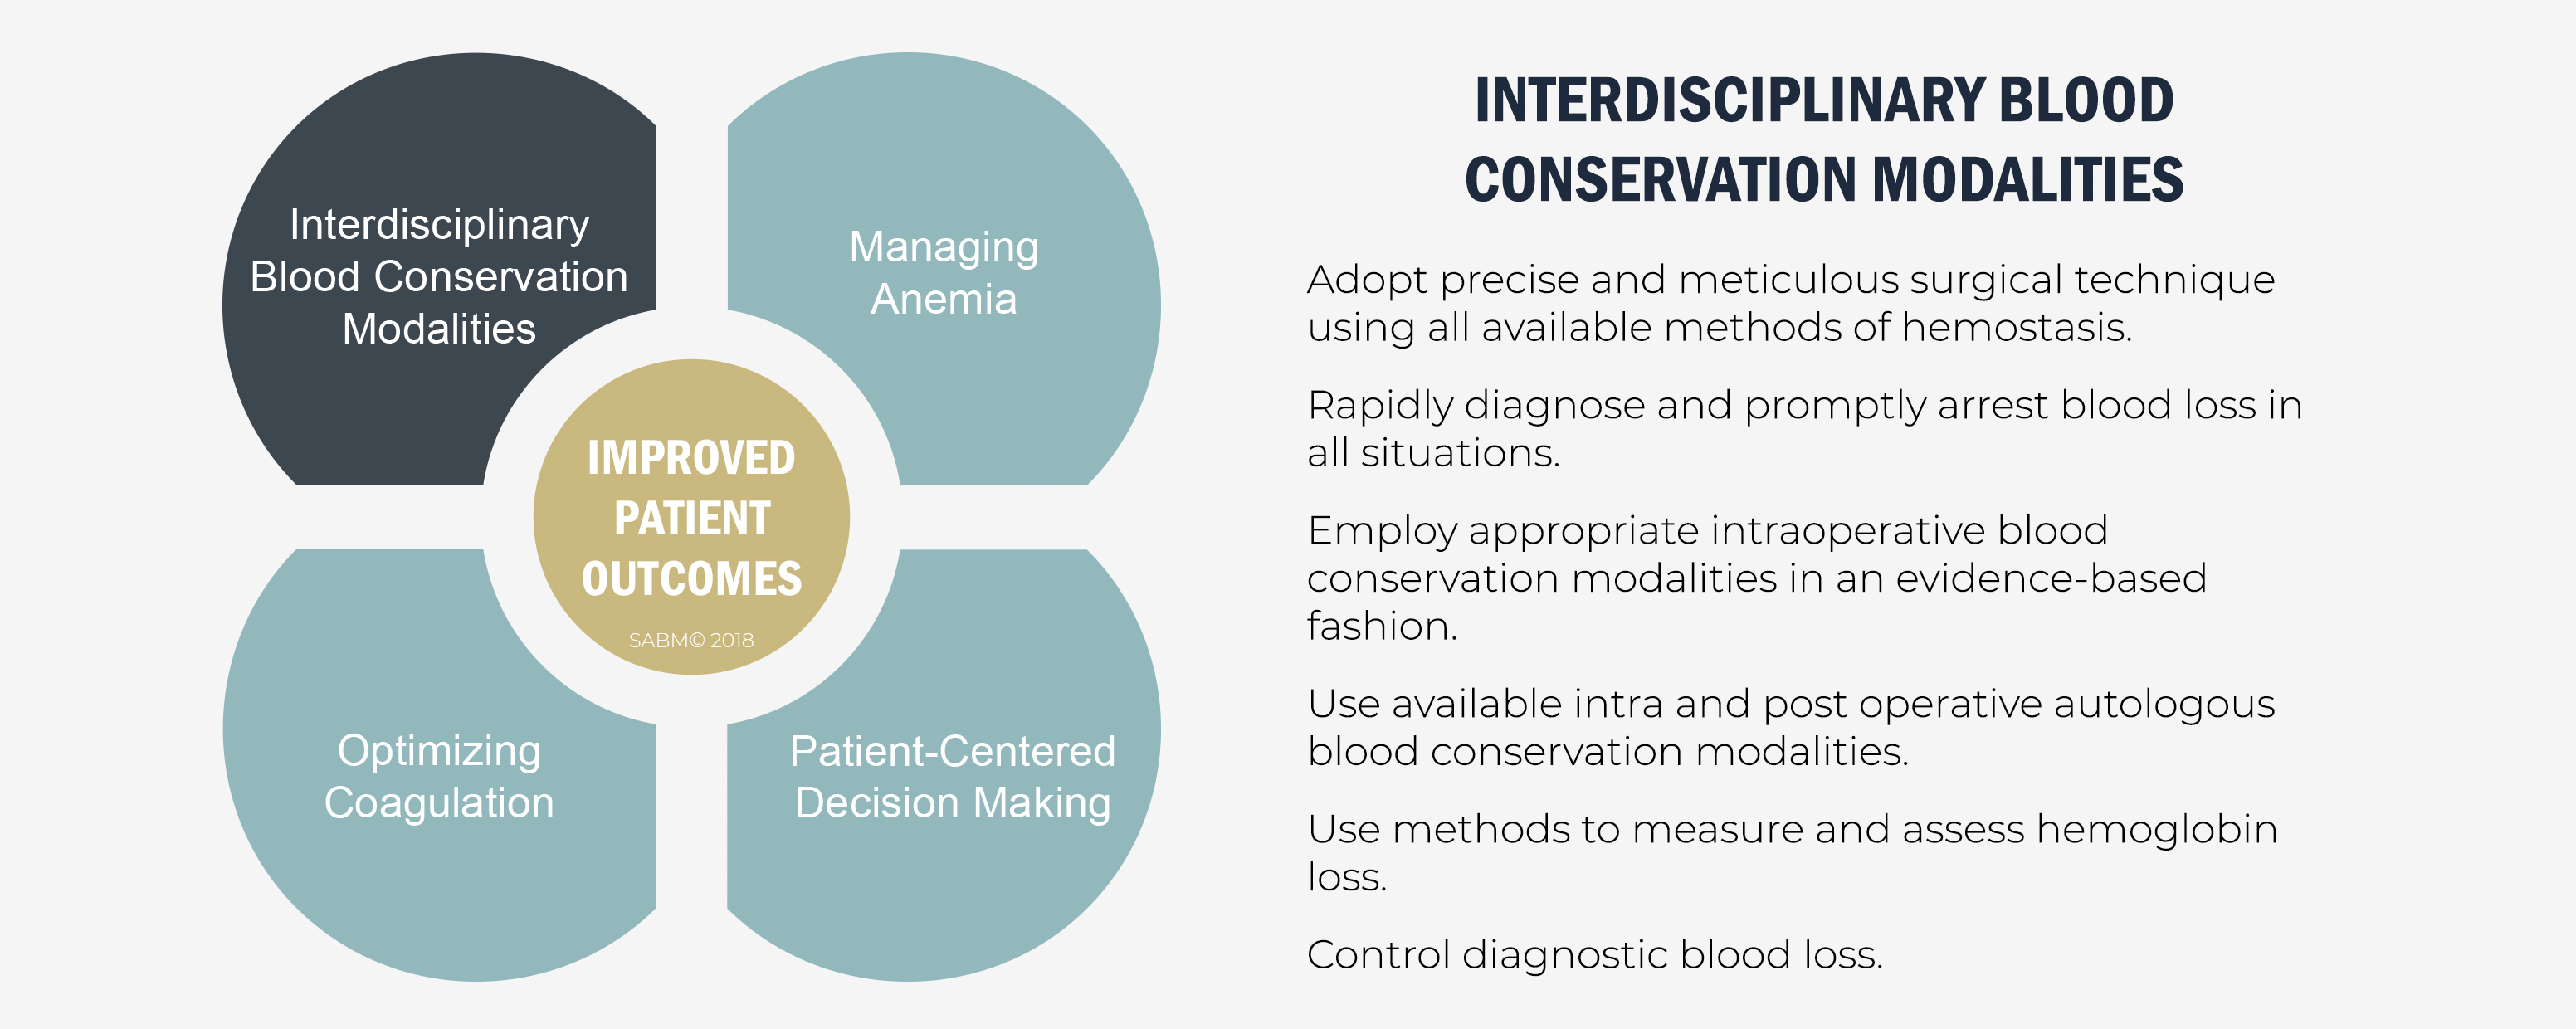 Interdisciplinary
Blood Conservation
Modalities
Managing
Anemia
IMPROVED
PATIENT
OUTCOMES
SABM© 2018
Optimizing
Coagulation
Patient-Centered
Decision Making
INTERDISCIPLINARY BLOOD
CONSERVATION MODALITIES
Adopt precise and meticulous surgical technique
using all available methods of hemostasis.
Rapidly diagnose and promptly arrest blood loss in
all situations.
Employ appropriate intraoperative blood
conservation modalities in an evidence-based
fashion.
Use available intra and post operative autologous
blood conservation modalities.
Use methods to measure and assess hemoglobin
loss.
Control diagnostic blood loss.